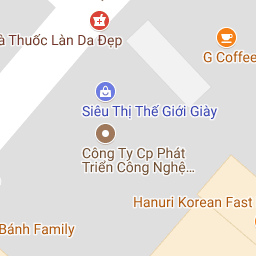 à Thuốc Làn Da Đẹp
G Coffee
Siêu Thị Thế Giới Giày
Công Ty Cp Phát
Triển Công Nghệ...
Hanuri Korean Fast
Bánh Family